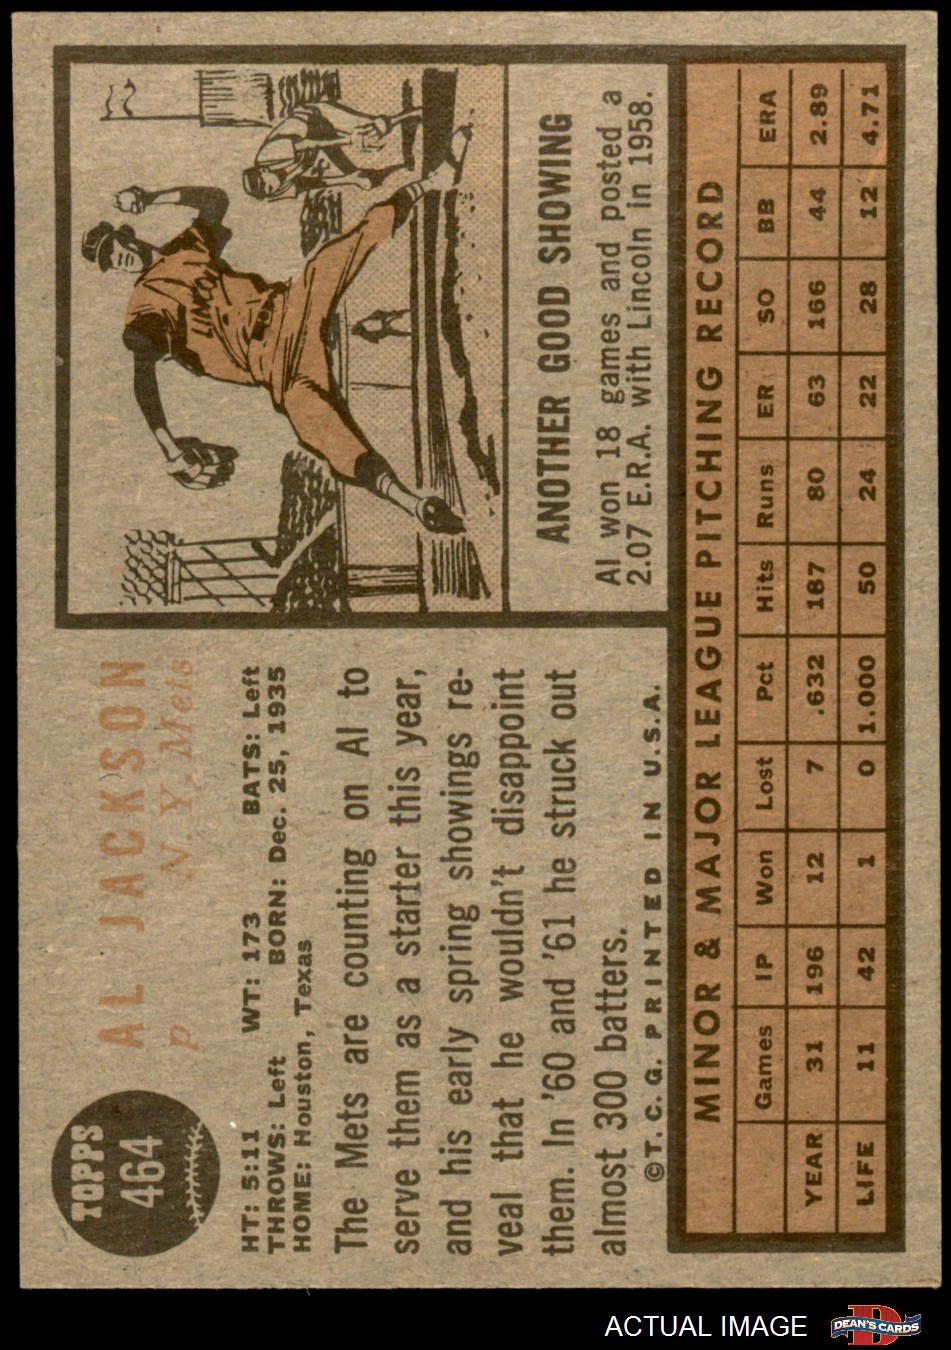 TOPPS
464
AL JACKSON
P N. Y. Mets
HT: 5:11 WT: 173 BATS: Left
THROWS: Left BORN: Dec. 25, 1935
HOME: Houston, Texas
The Mets are counting on Al to
serve them as a starter this year,
and his early spring showings re-
veal that he wouldn't disappoint
them. In '60 and '61 he struck out
almost 300 batters.
©T. C. G. PRINTED IN U.S.A.
LINCOLN
ANOTHER GOOD SHOWING
Al won 18 games and posted a
2.07 E.R.A. with Lincoln in 1958.
MINOR & MAJOR LEAGUE PITCHING RECORD
Games IP Won Lost Pct Hits Runs ER SO BB ERA
YEAR 31 196 12 7 .632 187 80 63 166 44 2.89
LIFE 11 42 1 0 1.000 50 24 22 28 12 4.71
ACTUAL IMAGE
DEAN'S CARDS